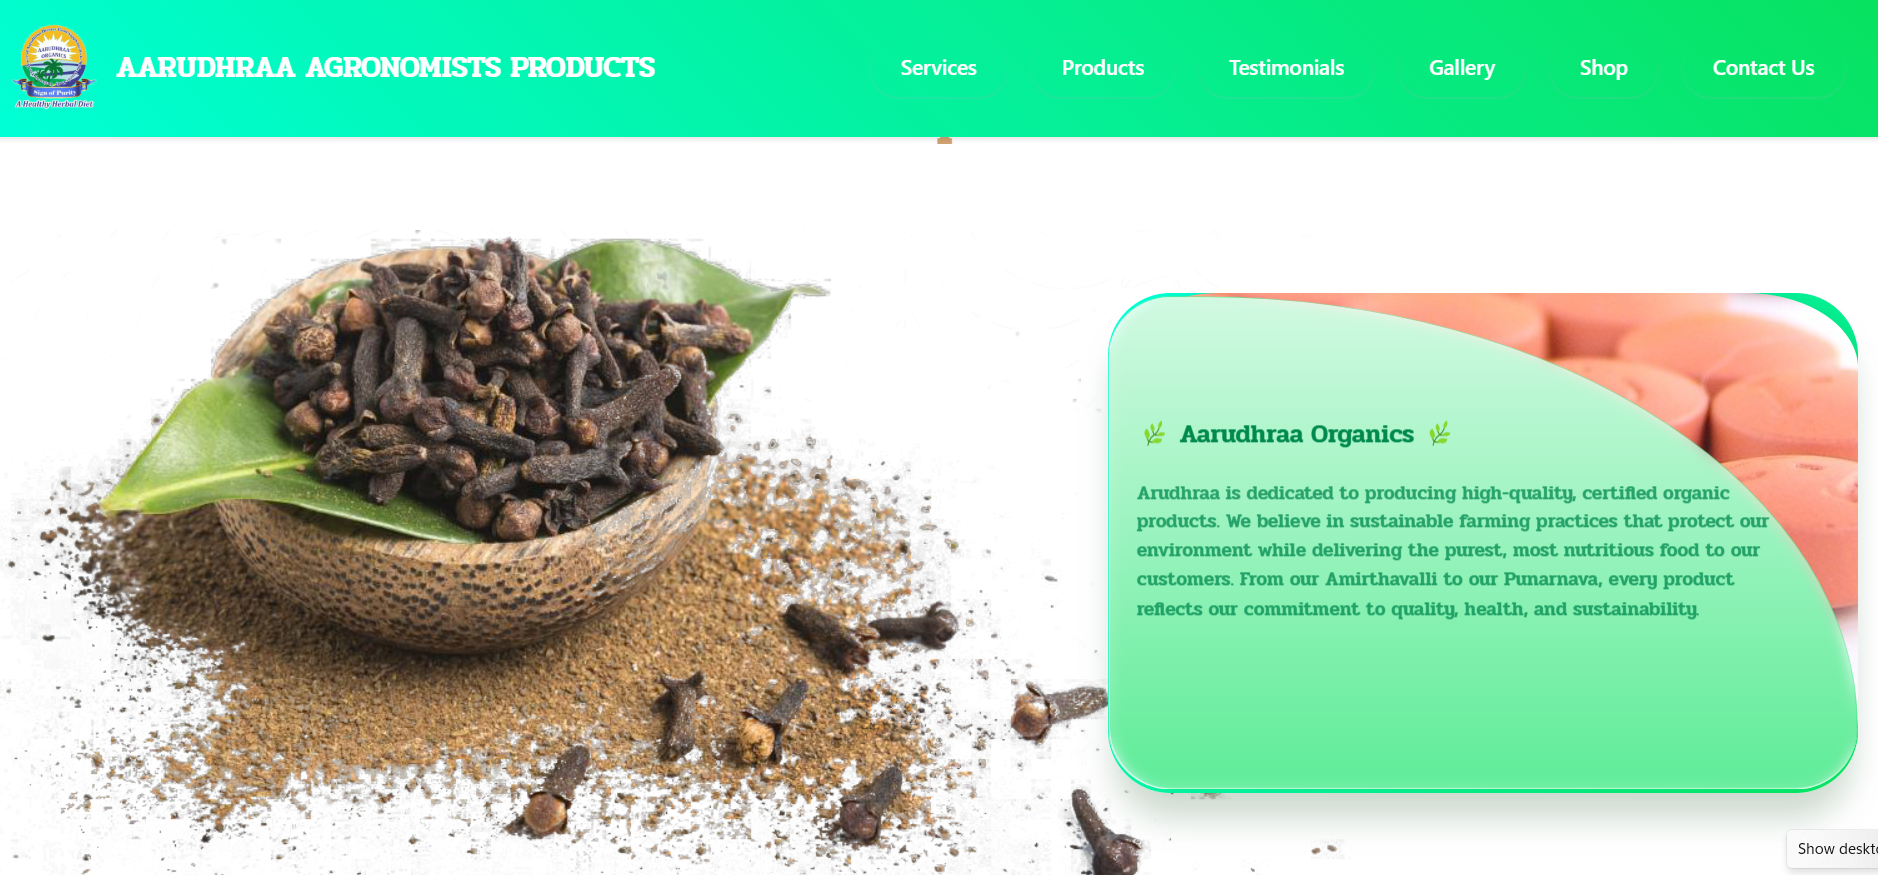 AARUDHRAA
ORGANICS
Sign of Purity
A Healthy Herbal Diet
AARUDHRAA AGRONOMISTS PRODUCTS
Services
Products
Testimonials
Gallery
Shop
Contact Us
Aarudhraa Organics
Arudhraa is dedicated to producing high-quality, certified organic
products. We believe in sustainable farming practices that protect our
environment while delivering the purest, most nutritious food to our
customers. From our Amirthavalli to our Punarnava, every product
reflects our commitment to quality, health, and sustainability.
Show deskto